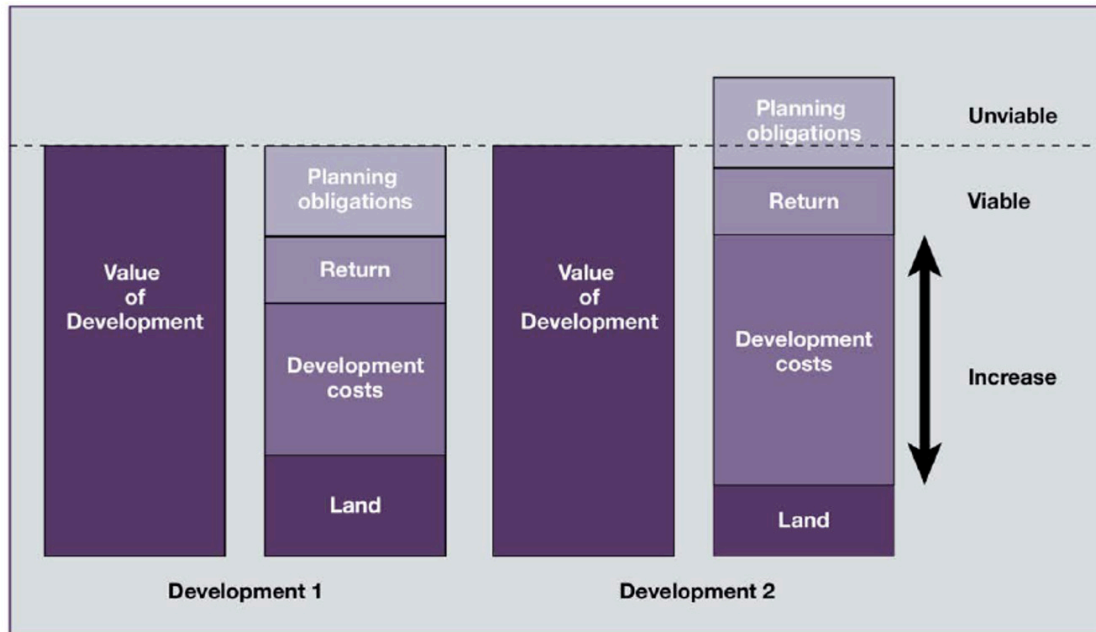 Value
of
Development
Planning
obligations
Return
Development
costs
Land
Development 1
Value
of
Development
Planning
obligations
Return
Development
costs
Land
Development 2
Unviable
Viable
Increase